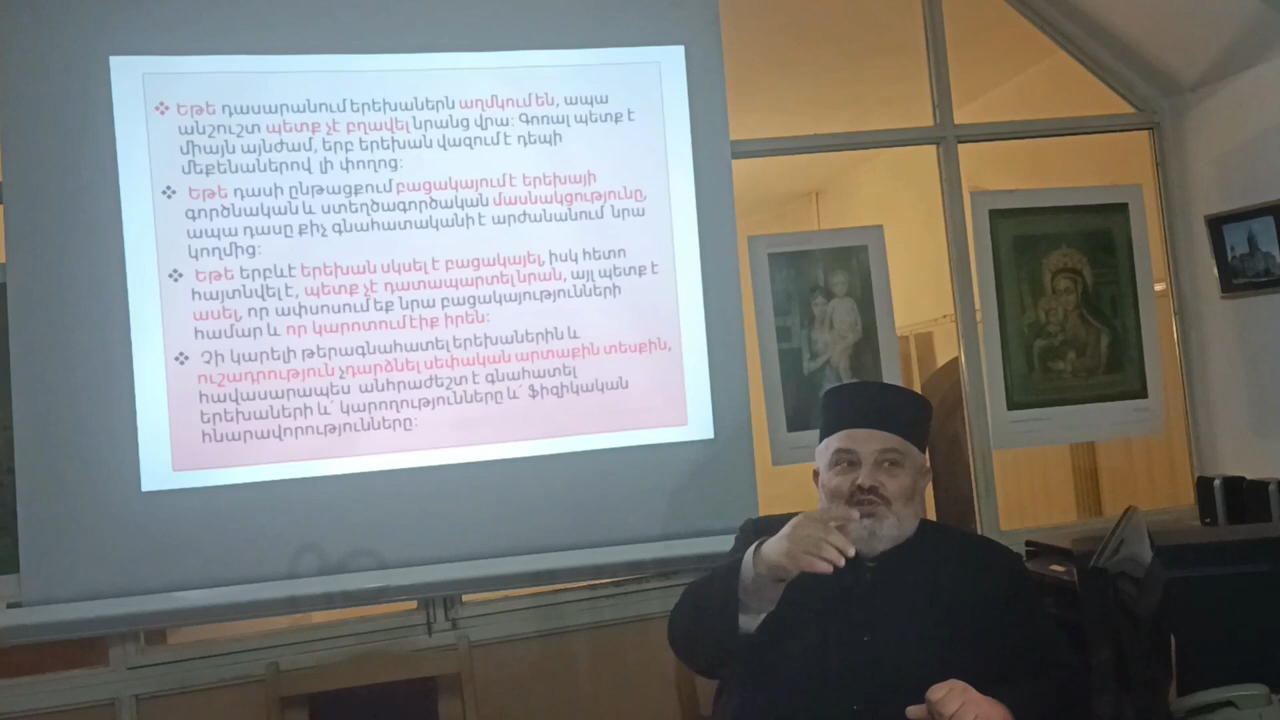 ❖ Եթե դասարանում երեխաներն աղմկում են, ապա
անշուշտ պետք չէ բղավել նրանց վրա: Գոռալ պետք է
միայն այնժամ, երբ երեխան վազում է դեպի
մեքենաներով լի փողոց:
❖ Եթե դասի ընթացքում բացակայում է երեխայի
գործնական և ստեղծագործական մասնակցությունը,
ապա դասը քիչ գնահատականի է արժանանում նրա
կողմից:
❖ Եթե երբևէ երեխան սկսել է բացակայել, իսկ հետո
հայտնվել է, պետք չէ դատապարտել նրան, այլ պետք է
ասել, որ ափսոսում եք նրա բացակայությունների
համար և որ կարոտում էիք իրեն:
❖ Չի կարելի թերագնահատել երեխաներին և
ուշադրություն չդարձնել սեփական արտաքին տեսքին,
հավասարապես անհրաժեշտ է գնահատել
երեխաների և՛ կարողությունները և՛ ֆիզիկական
հնարավորությունները: